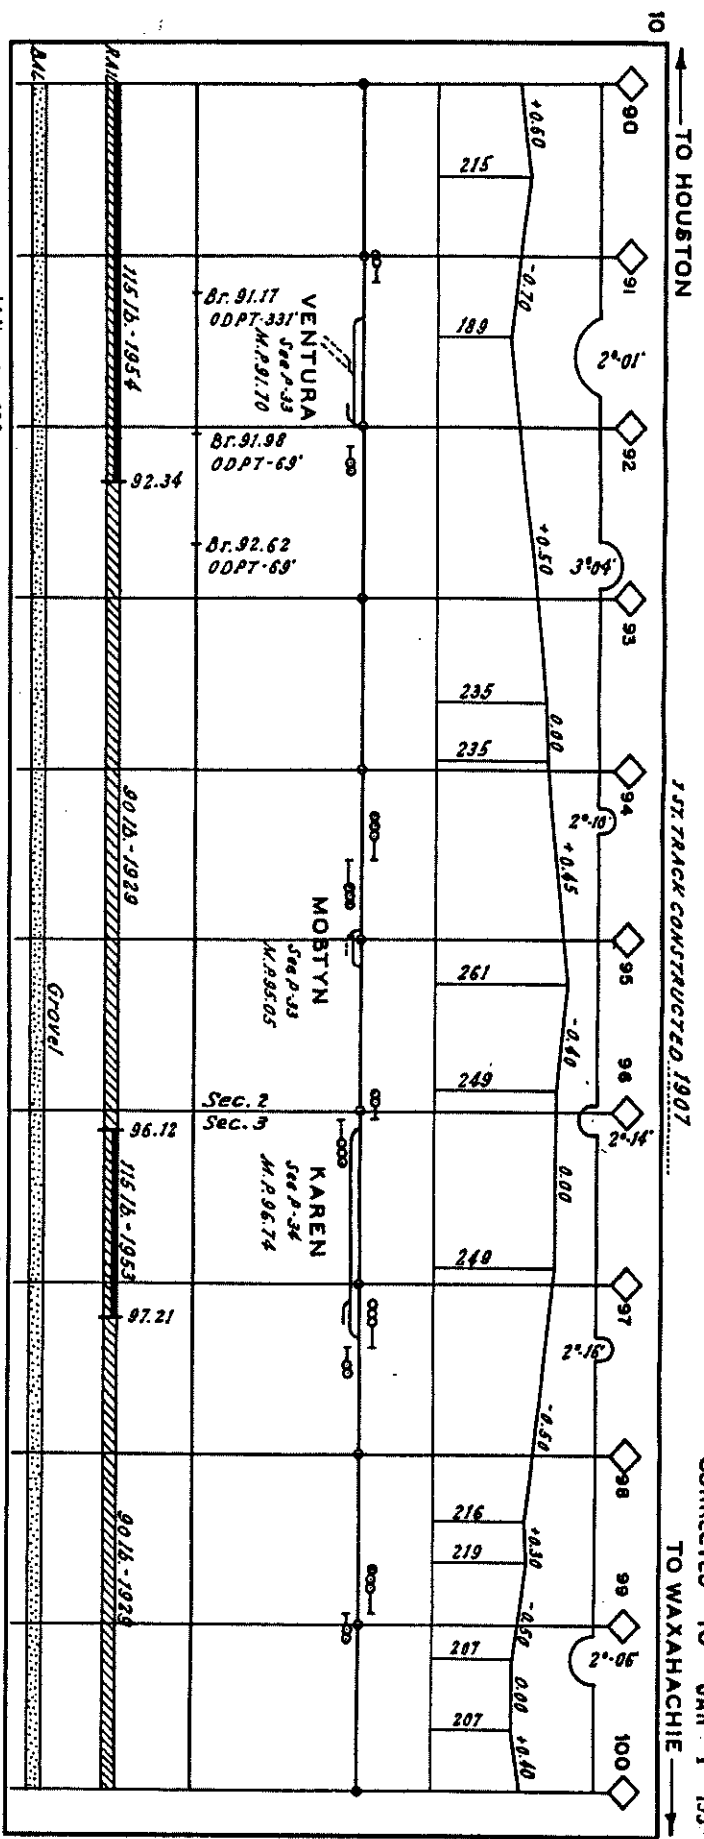 10
TO HOUSTON
1ST. TRACK CONSTRUCTED 1907
TO WAXAHACHIE
90
91
92
93
94
95
96
97
98
99
100
2°-01'
3°-04'
2°-10'
2°-14'
2°-16'
2°-06'
+0.60
-0.70
+0.50
0.00
+0.45
-0.40
0.00
-0.50
+0.30
-0.50
0.00
+0.40
215
189
235
235
261
249
249
216
219
207
207
VENTURA
See P-33
M.P.91.70
MOSTYN
See P-33
M.P.95.05
KAREN
See P-34
M.P.96.74
Br. 91.17
ODPT-331'
Br. 91.98
ODPT-69'
Br. 92.62
ODPT-69'
Sec. 2
Sec. 3
RAIL
115 lb.-1954
92.34
90 lb.-1929
96.12
115 lb.-1953
97.21
90 lb-1929
BAL
Gravel